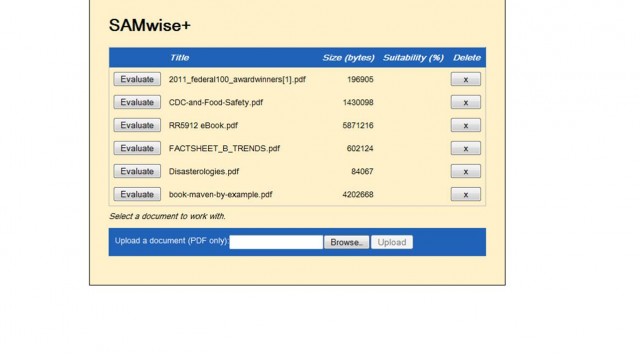 SAMwise+
Title Size (bytes) Suitability (%) Delete
Evaluate 2011_federal100_awardwinners[1].pdf 196905 x
Evaluate CDC-and-Food-Safety.pdf 1430098 x
Evaluate RR5912 eBook.pdf 5871216 x
Evaluate FACTSHEET_B_TRENDS.pdf 602124 x
Evaluate Disasterologies.pdf 84067 x
Evaluate book-maven-by-example.pdf 4202668 x
Select a document to work with.
Upload a document (PDF only): Browse.. Upload